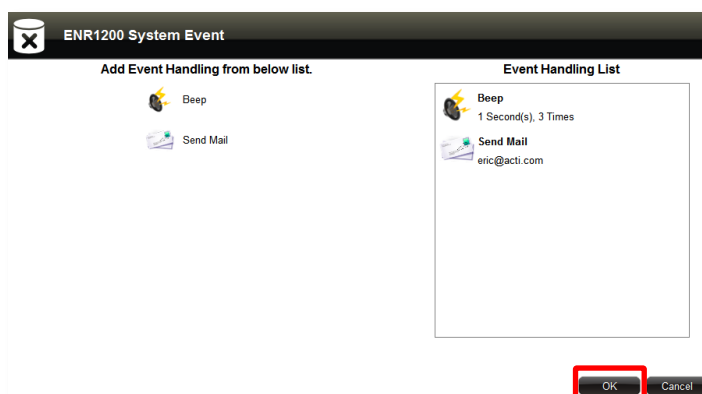 ENR1200 System Event
Add Event Handling from below list.
Beep
Send Mail
Event Handling List
Beep
1 Second(s), 3 Times
Send Mail
eric@acti.com
OK
Cancel